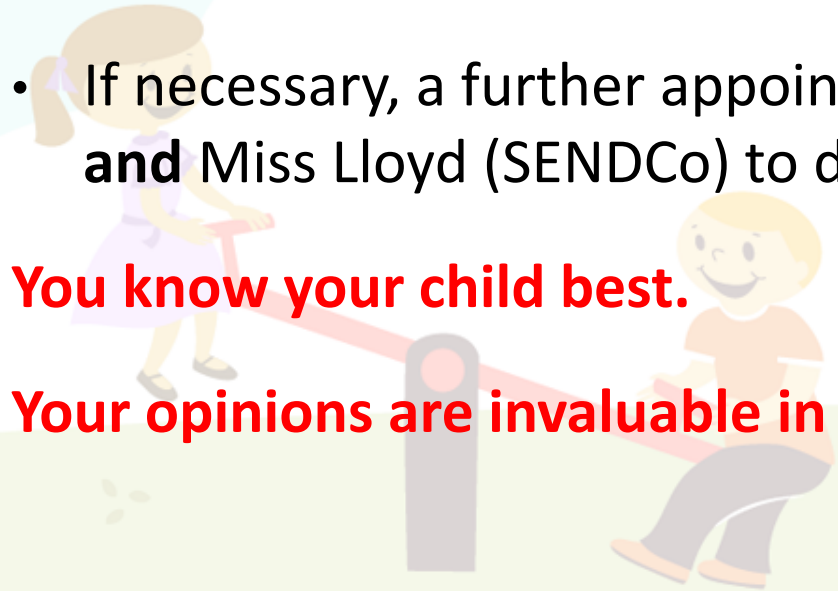 • If necessary, a further appoin
and Miss Lloyd (SENDCo) to d
You know your child best.
Your opinions are invaluable in